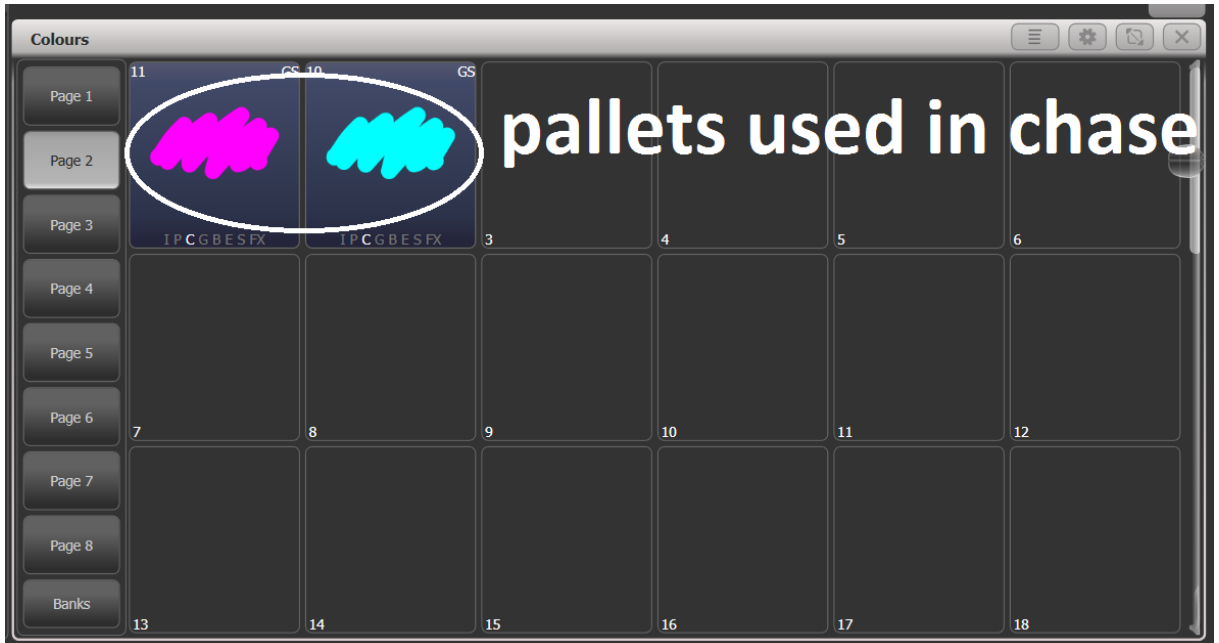 Colours
Page 1
Page 2
Page 3
Page 4
Page 5
Page 6
Page 7
Page 8
Banks
11 GS 10 GS
pallets used in chase
I P C G B E S FX I P C G B E S FX 3 4 5 6
7 8 9 10 11 12
13 14 15 16 17 18